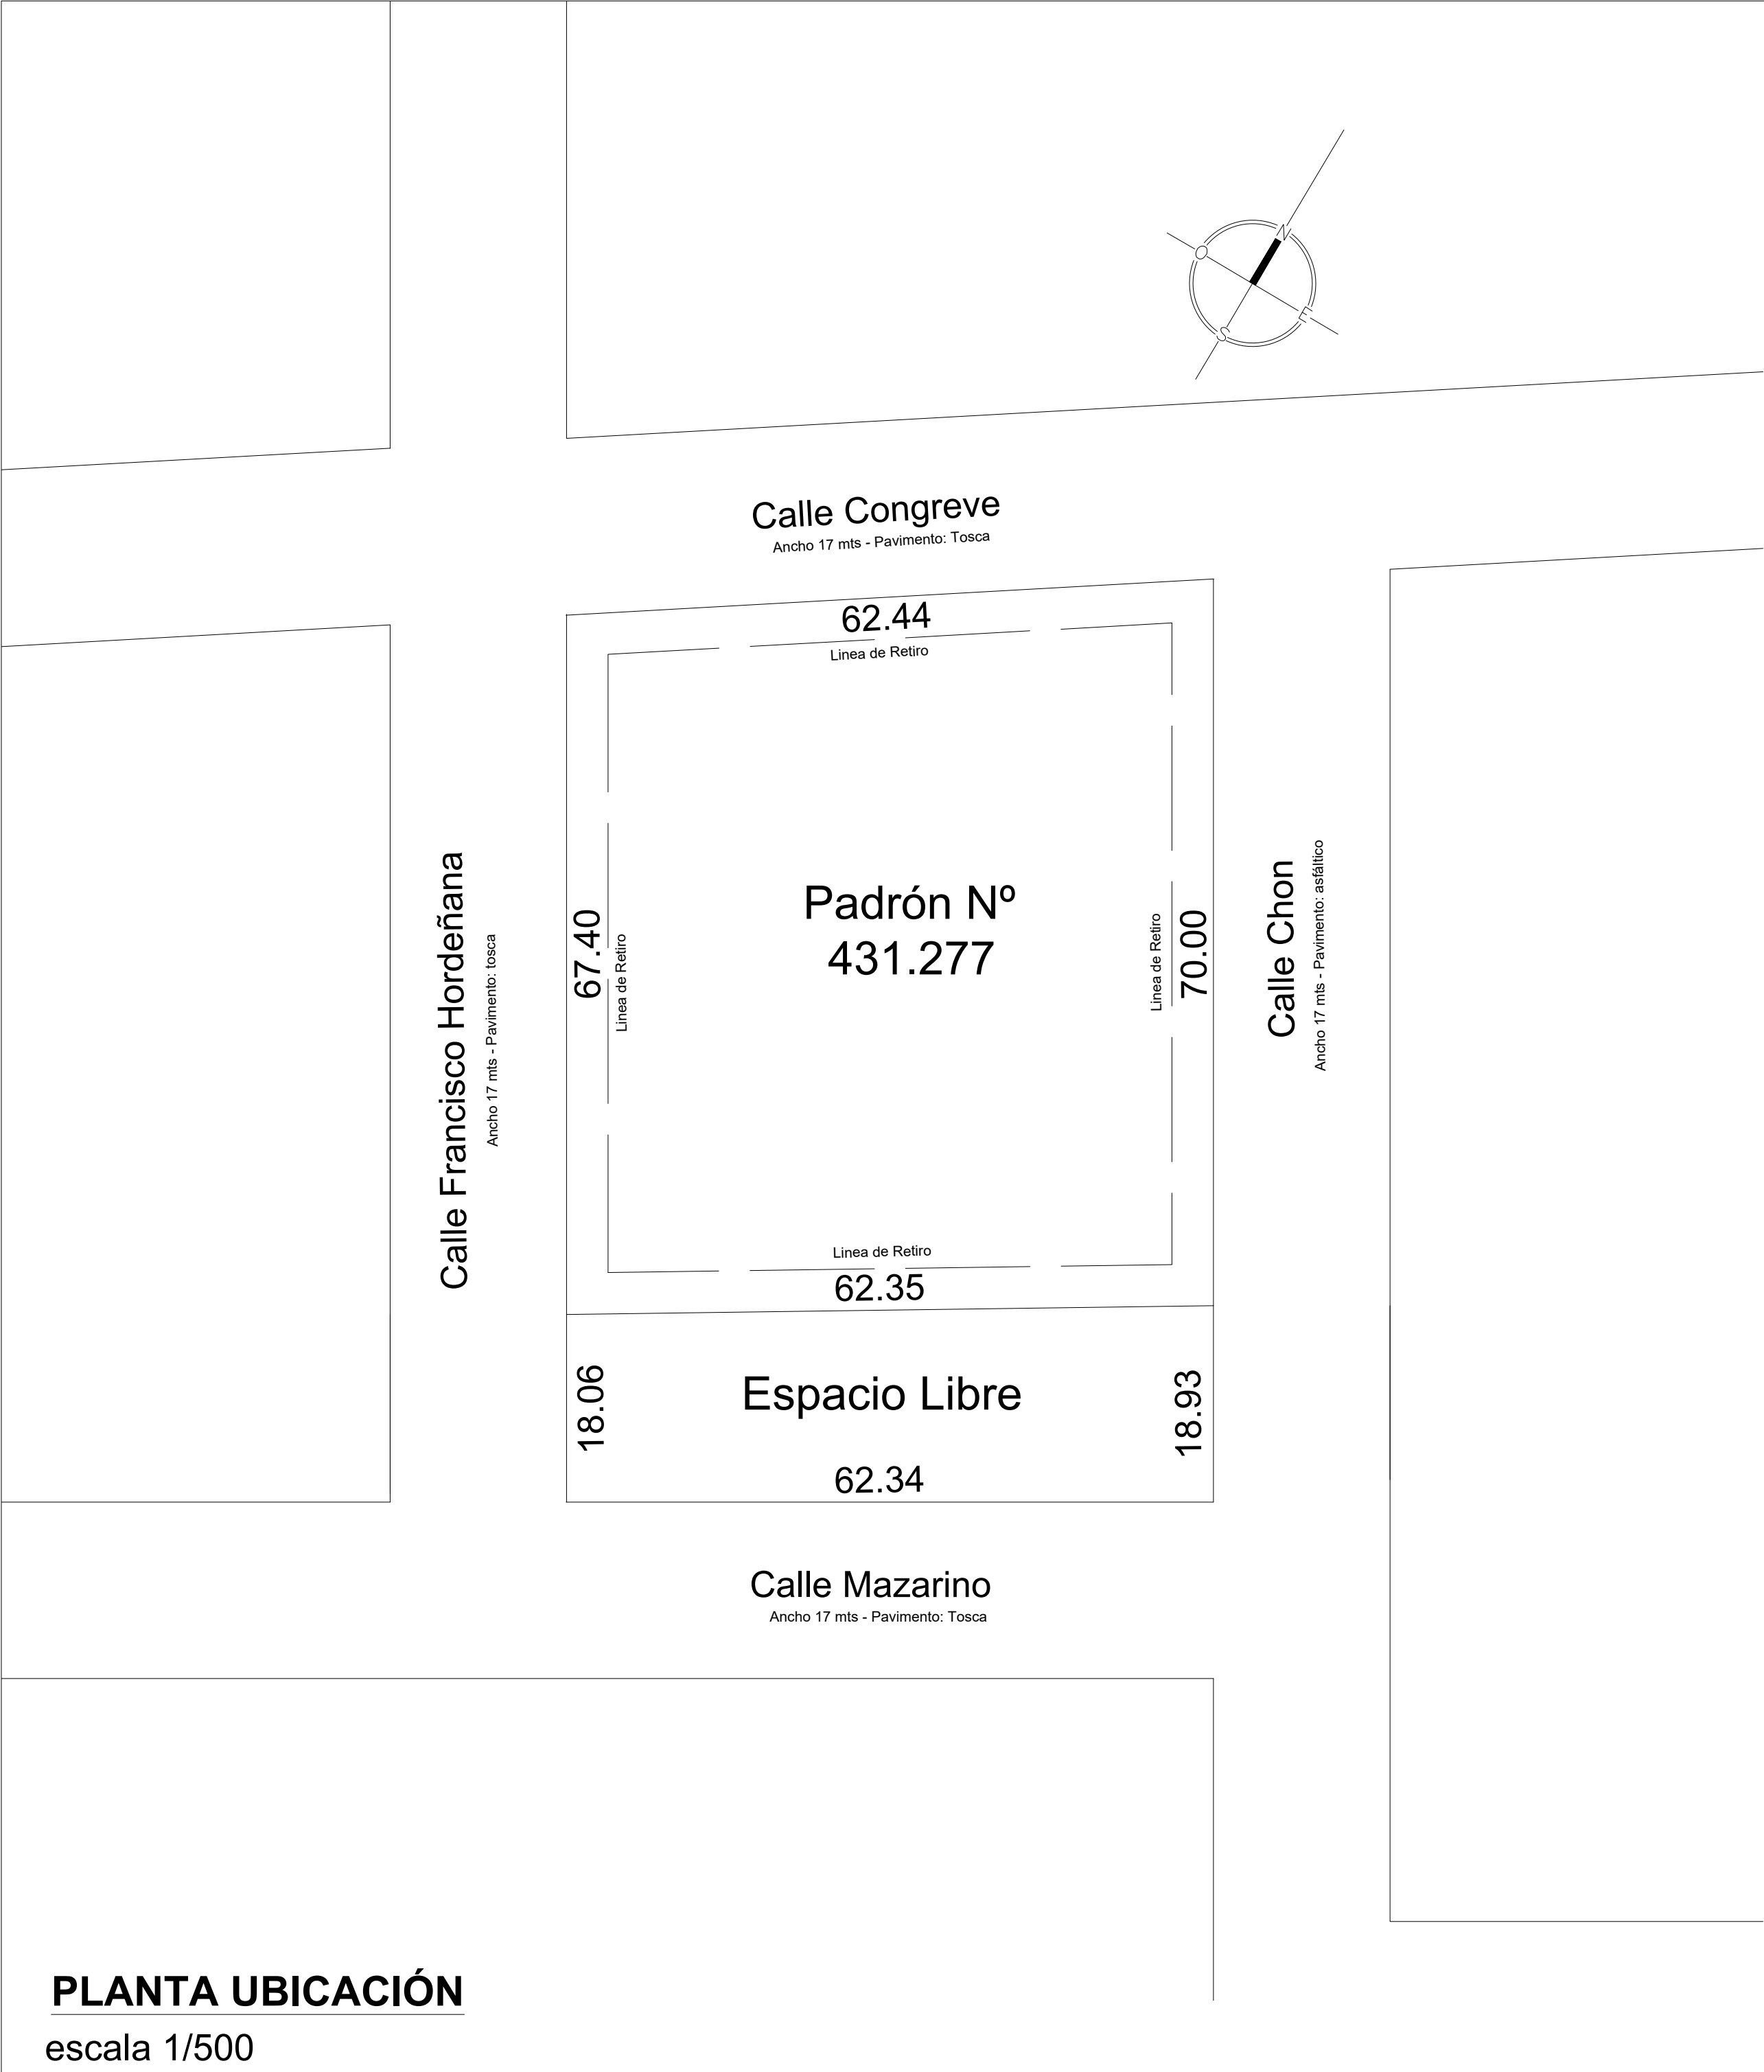 N
O
E
S
Calle Congreve
Ancho 17 mts - Pavimento: Tosca
62.44
Linea de Retiro
Calle Francisco Hordeñana
Ancho 17 mts - Pavimento: tosca
67.40
Linea de Retiro
Padrón Nº
431.277
Linea de Retiro
70.00
Calle Chon
Ancho 17 mts - Pavimento: asfáltico
Linea de Retiro
62.35
18.06
Espacio Libre
18.93
62.34
Calle Mazarino
Ancho 17 mts - Pavimento: Tosca
PLANTA UBICACIÓN
escala 1/500